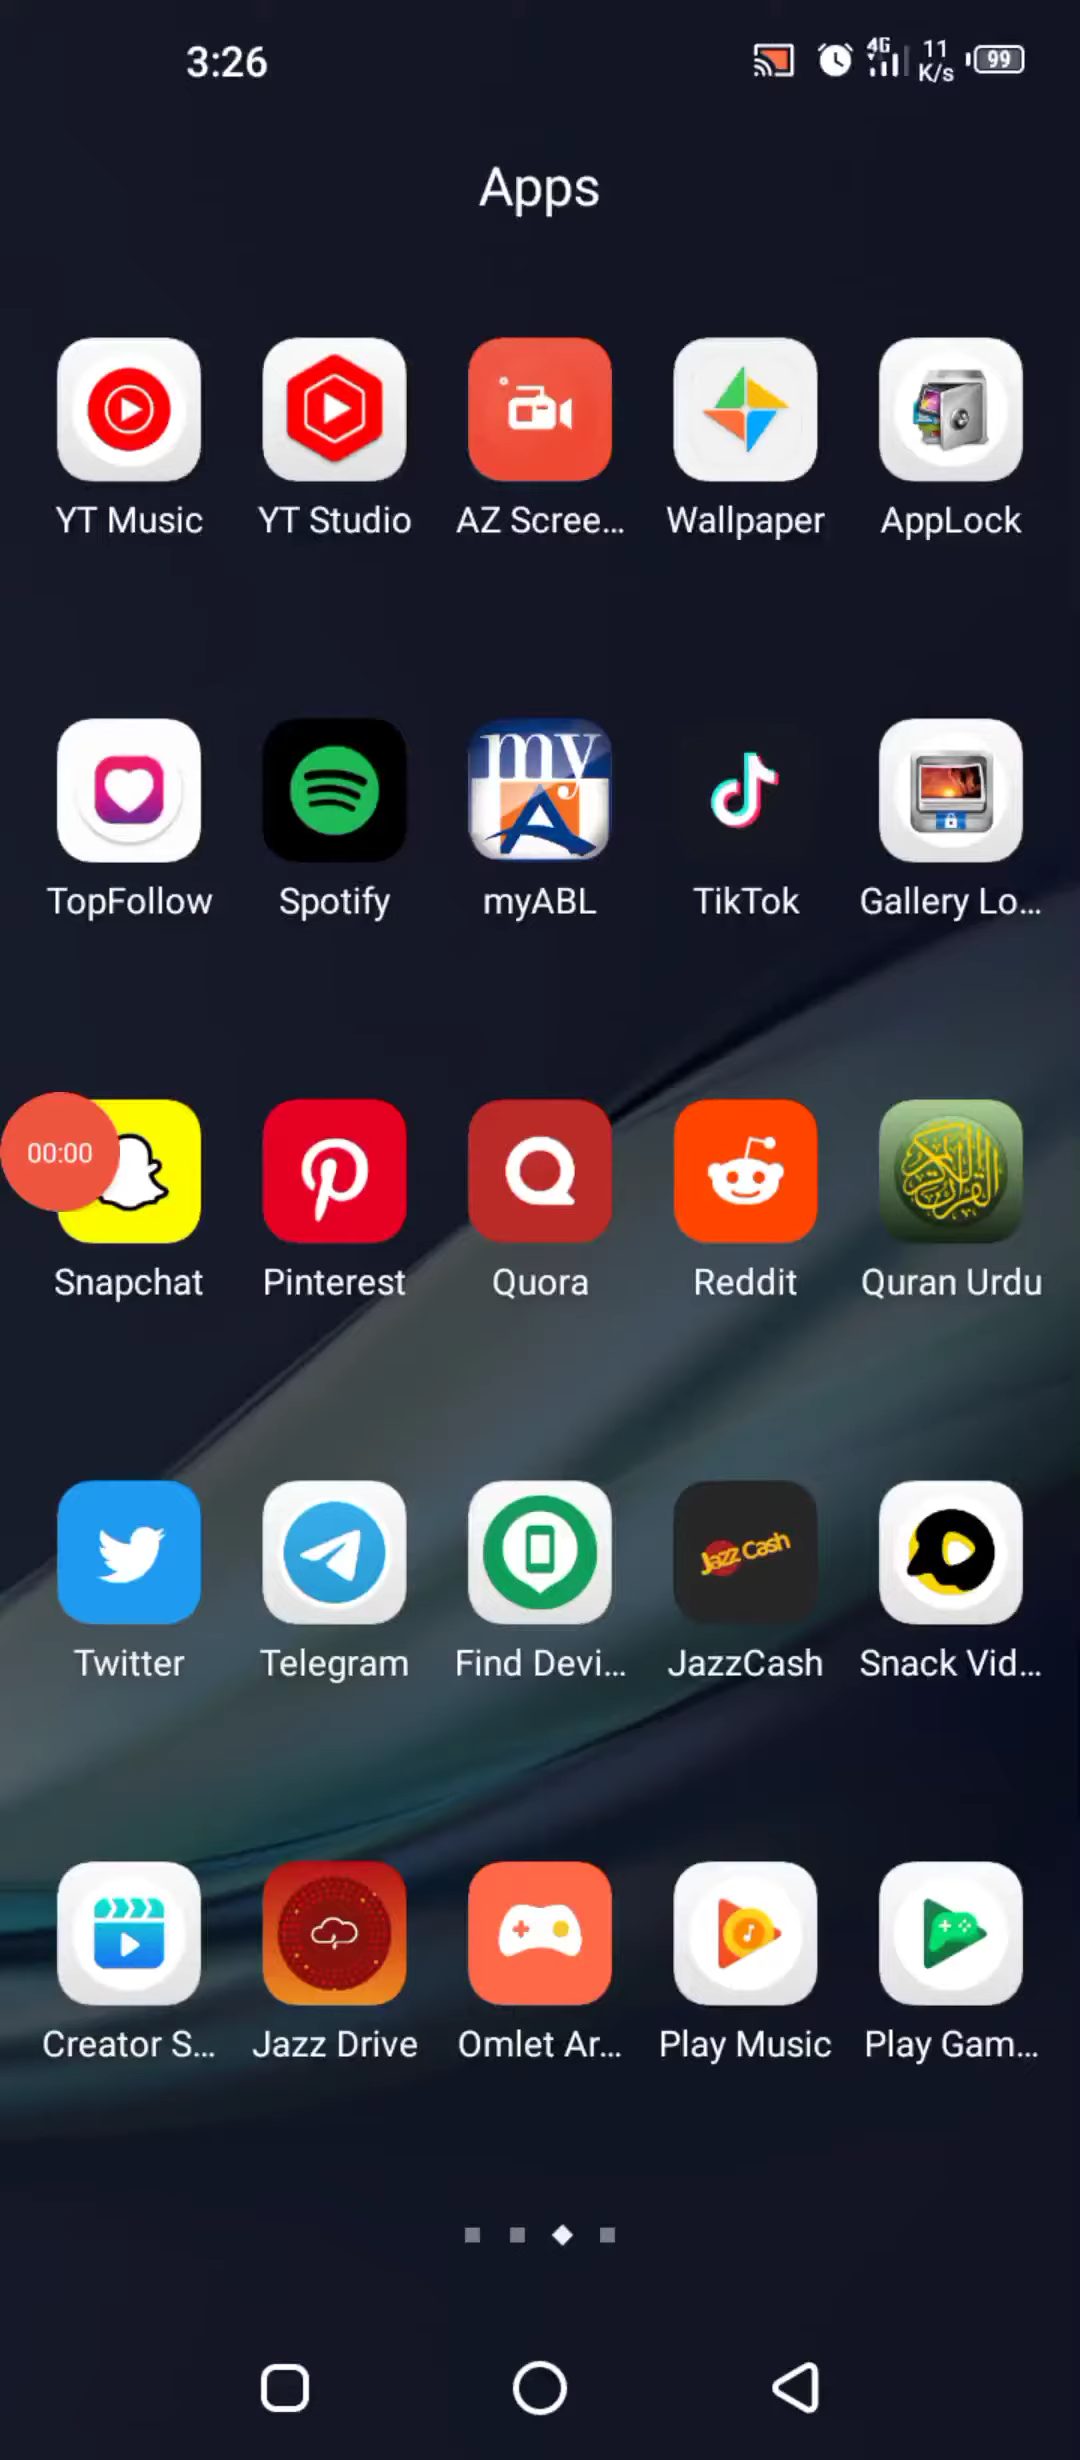 3:26
4G
11
K/s
99
Apps
YT Music
YT Studio
AZ Scree...
Wallpaper
AppLock
my
TopFollow
Spotify
myABL
TikTok
Gallery Lo...
00:00
Snapchat
Pinterest
Quora
Reddit
Quran Urdu
Jazz Cash
Twitter
Telegram
Find Devi...
JazzCash
Snack Vid...
Creator S...
Jazz Drive
Omlet Ar...
Play Music
Play Gam...